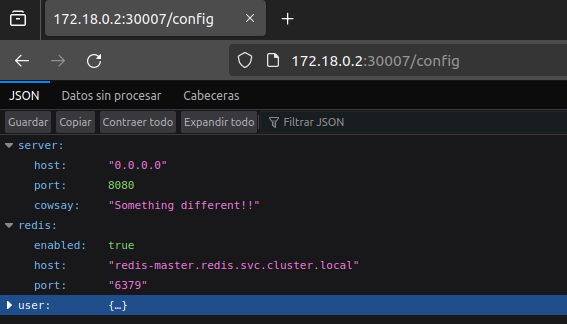 172.18.0.2:30007/config
172.18.0.2:30007/config
JSON Datos sin procesar Cabeceras
Guardar Copiar Contraer todo Expandir todo Filtrar JSON
server:
host: "0.0.0.0"
port: 8080
cowsay: "Something different!!"
redis:
enabled: true
host: "redis-master.redis.svc.cluster.local"
port: "6379"
user: {…}